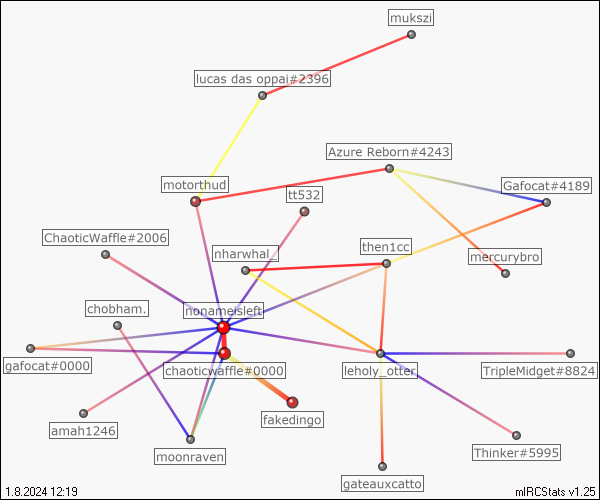 mukszi
lucas das oppai#2396
Azure Reborn#4243
motorthud
tt532
Gafocat#4189
ChaoticWaffle#2006
nharwhal_
then1cc
mercurybro
chobham.
nonameisleft
gafocat#0000
chaoticwaffle#0000
leholy_otter
TripleMidget#8824
amah1246
fakedingo
moonraven
Thinker#5995
gateauxcatto
1.8.2024 12:19
mIRCStats v1.25